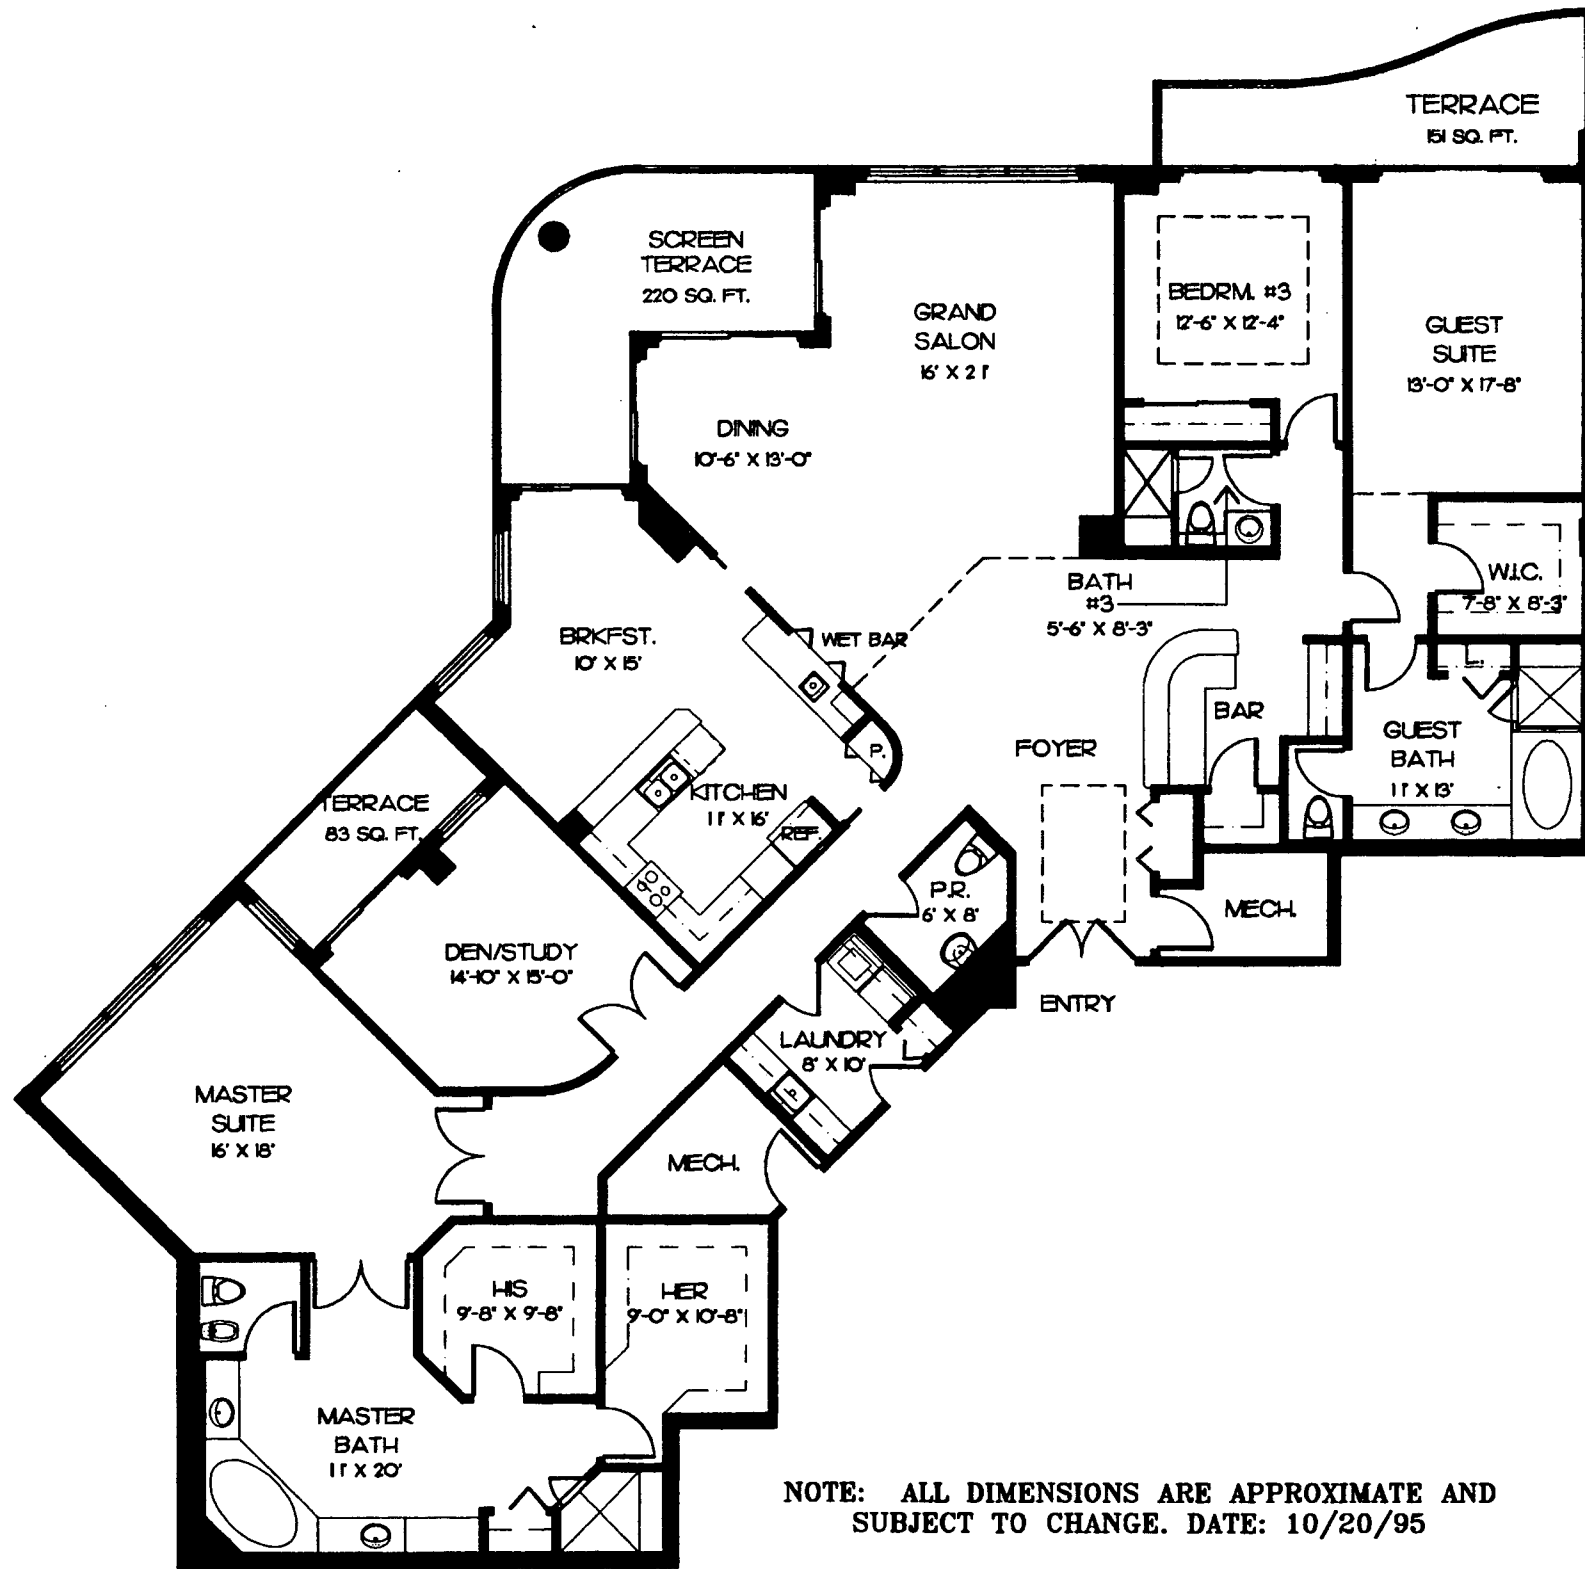 TERRACE
151 SQ. FT.
SCREEN
TERRACE
220 SQ. FT.
GRAND
SALON
16' X 21'
BEDRM. #3
12'-6" X 12'-4"
GUEST
SUITE
13'-0" X 17'-8"
DINING
10'-6" X 13'-0"
BATH
#3
5'-6" X 8'-3"
W.I.C.
7'-8" X 8'-3"
BRKFST.
10' X 15'
WET BAR
BAR
GUEST
BATH
11' X 13'
FOYER
P.
KITCHEN
11' X 16'
REF.
TERRACE
83 SQ. FT.
P.R.
6' X 8'
MECH.
DEN/STUDY
14'-10" X 15'-0"
ENTRY
LAUNDRY
8' X 10'
L.
MASTER
SUITE
16' X 18'
MECH.
HIS
9'-8" X 9'-8"
HER
9'-0" X 10'-8"
MASTER
BATH
11' X 20'
NOTE: ALL DIMENSIONS ARE APPROXIMATE AND
SUBJECT TO CHANGE. DATE: 10/20/95